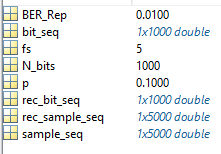 BER_Rep 0.0100
bit_seq 1x1000 double
fs 5
N_bits 1000
p 0.1000
rec_bit_seq 1x1000 double
rec_sample_seq 1x5000 double
sample_seq 1x5000 double